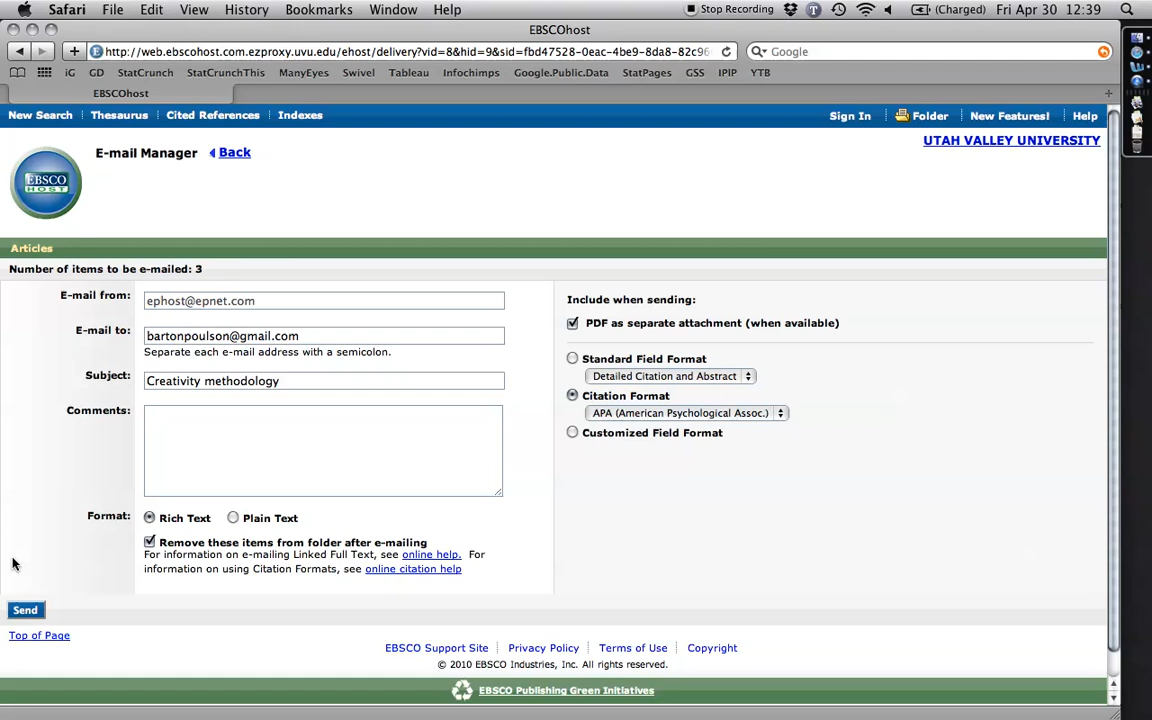 Safari File Edit View History Bookmarks Window Help Stop Recording (Charged) Fri Apr 30 12:39
EBSCOhost
http://web.ebscohost.com.ezproxy.uvu.edu/ehost/delivery?vid=8&hid=9&sid=fbd47528-0eac-4be9-8da8-82c96 Google
iG GD StatCrunch StatCrunchThis ManyEyes Swivel Tableau Infochimps Google.Public.Data StatPages GSS IPIP YTB
EBSCOhost
New Search Thesaurus Cited References Indexes Sign In Folder New Features! Help
UTAH VALLEY UNIVERSITY
E-mail Manager Back
EBSCO
HOST
Articles
Number of items to be e-mailed: 3
E-mail from: ephost@epnet.com
E-mail to: bartonpoulson@gmail.com
Separate each e-mail address with a semicolon.
Subject: Creativity methodology
Comments:
Format: Rich Text Plain Text
Remove these items from folder after e-mailing
For information on e-mailing Linked Full Text, see online help. For
information on using Citation Formats, see online citation help
Include when sending:
PDF as separate attachment (when available)
Standard Field Format
Detailed Citation and Abstract
Citation Format
APA (American Psychological Assoc.)
Customized Field Format
Send
Top of Page
EBSCO Support Site Privacy Policy Terms of Use Copyright
© 2010 EBSCO Industries, Inc. All rights reserved.
EBSCO Publishing Green Initiatives